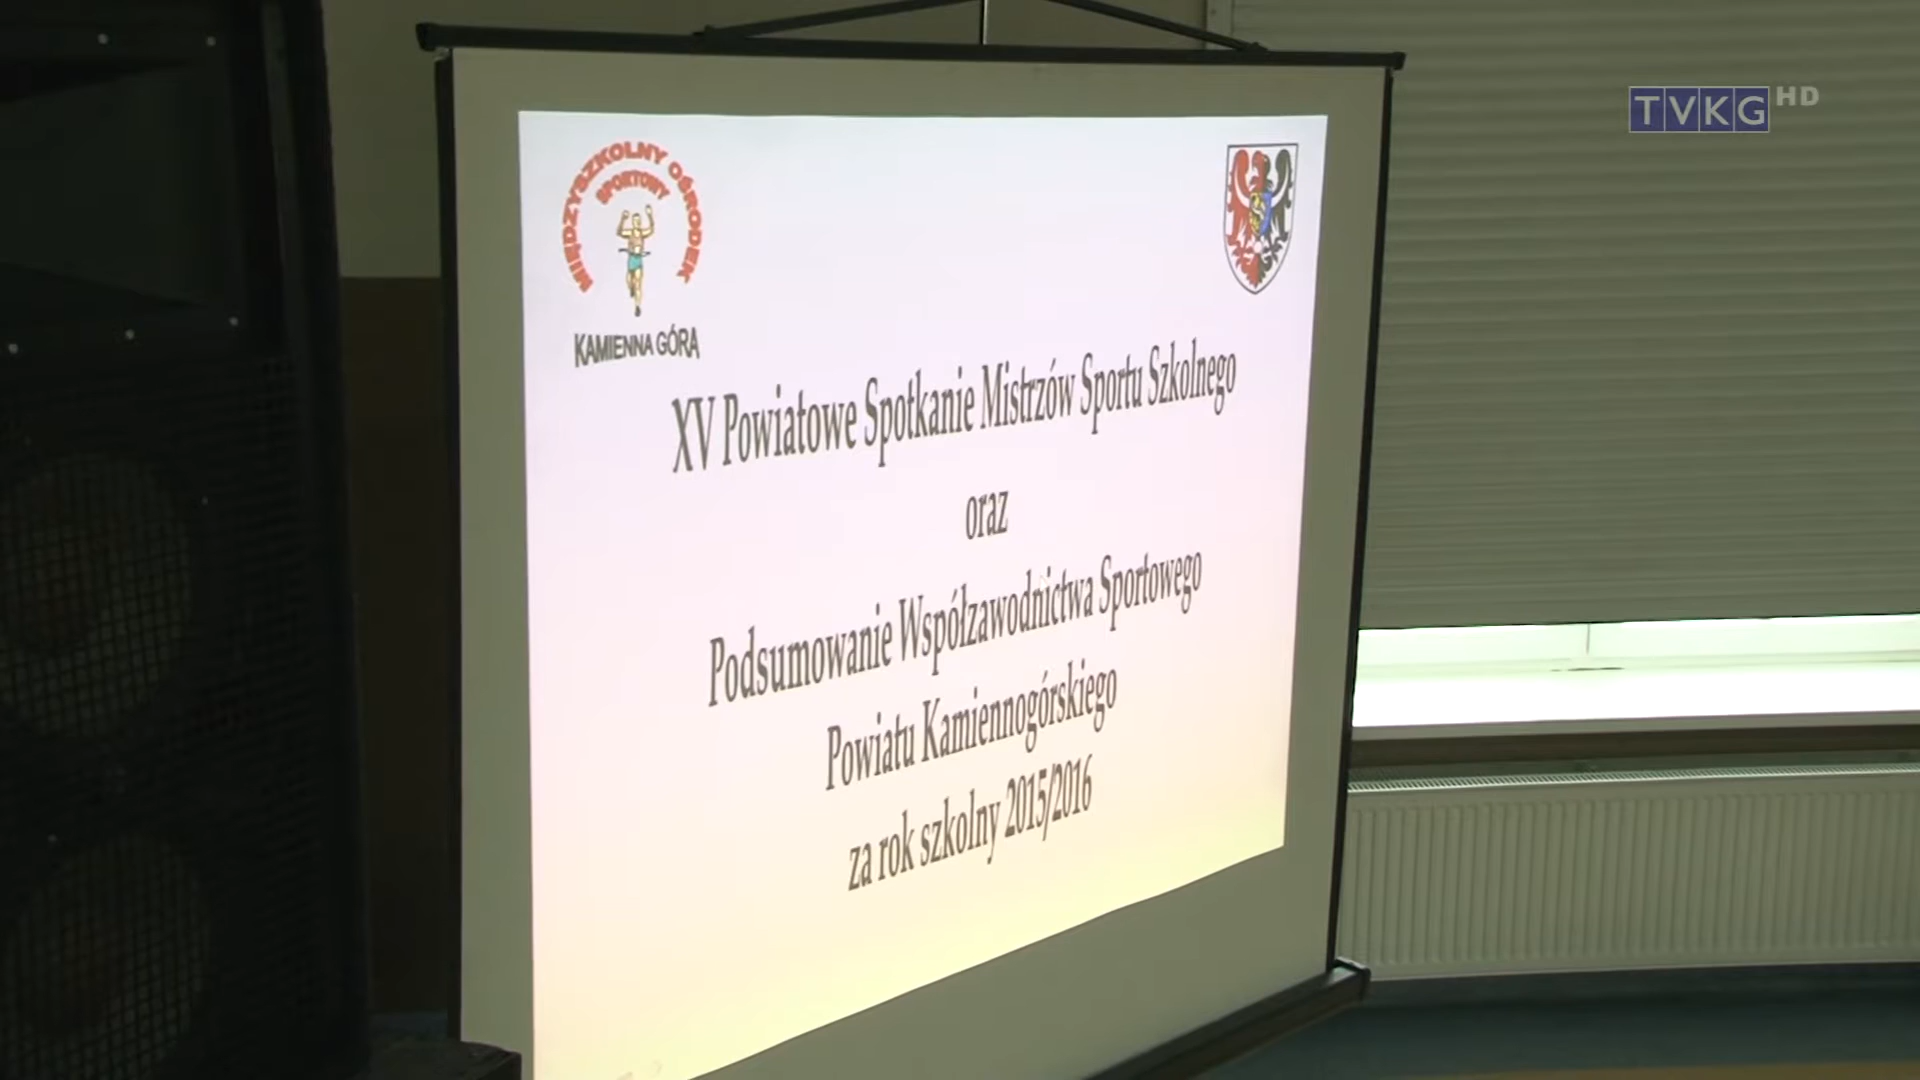 TVKG HD
MIĘDZYSZKOLNY OŚRODEK
SPORTOWY
KAMIENNA GÓRA
XV Powiatowe Spotkanie Mistrzów Sportu Szkolnego
oraz
Podsumowanie Współzawodnictwa Sportowego
Powiatu Kamiennogórskiego
za rok szkolny 2015/2016